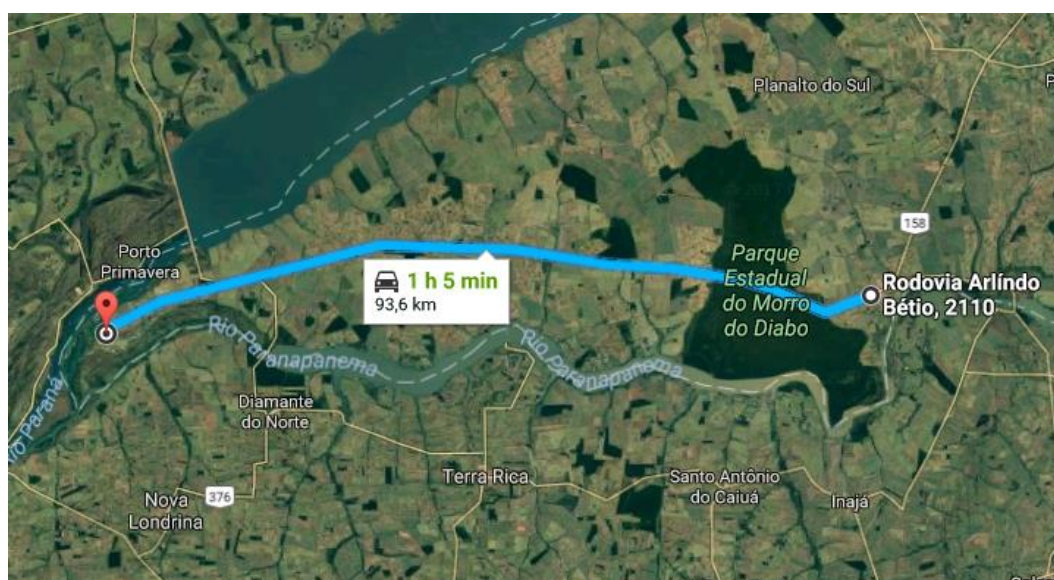 Planalto do Sul
158
Porto
Primavera
1 h 5 min
93,6 km
Parque
Estadual
do Morro
do Diabo
Rodovia Arlíndo
Bétio, 2110
Rio Paranapanema
Rio Paranapanema
Paraná
Diamante
do Norte
Terra Rica
Santo Antônio
do Caiuá
Inajá
Nova
Londrina
376